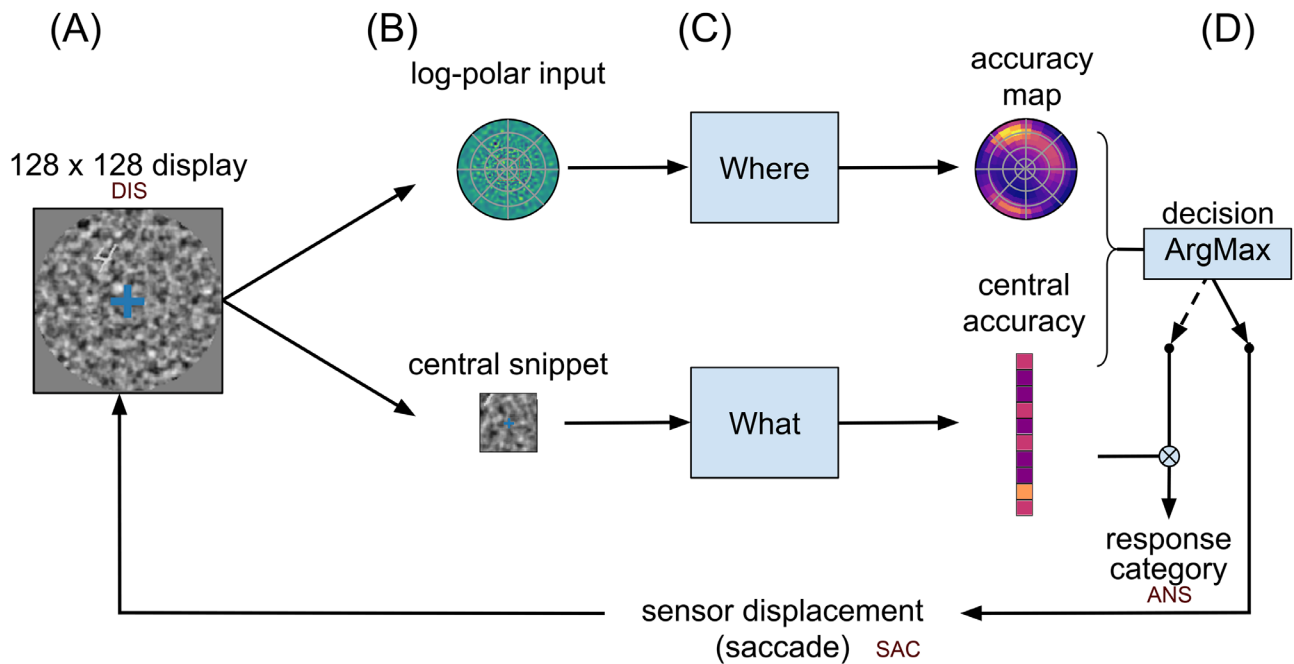 (A)
(B)
(C)
(D)
log-polar input
accuracy
map
128 x 128 display
DIS
Where
decision
ArgMax
central
accuracy
central snippet
What
response
category
ANS
sensor displacement
(saccade) SAC